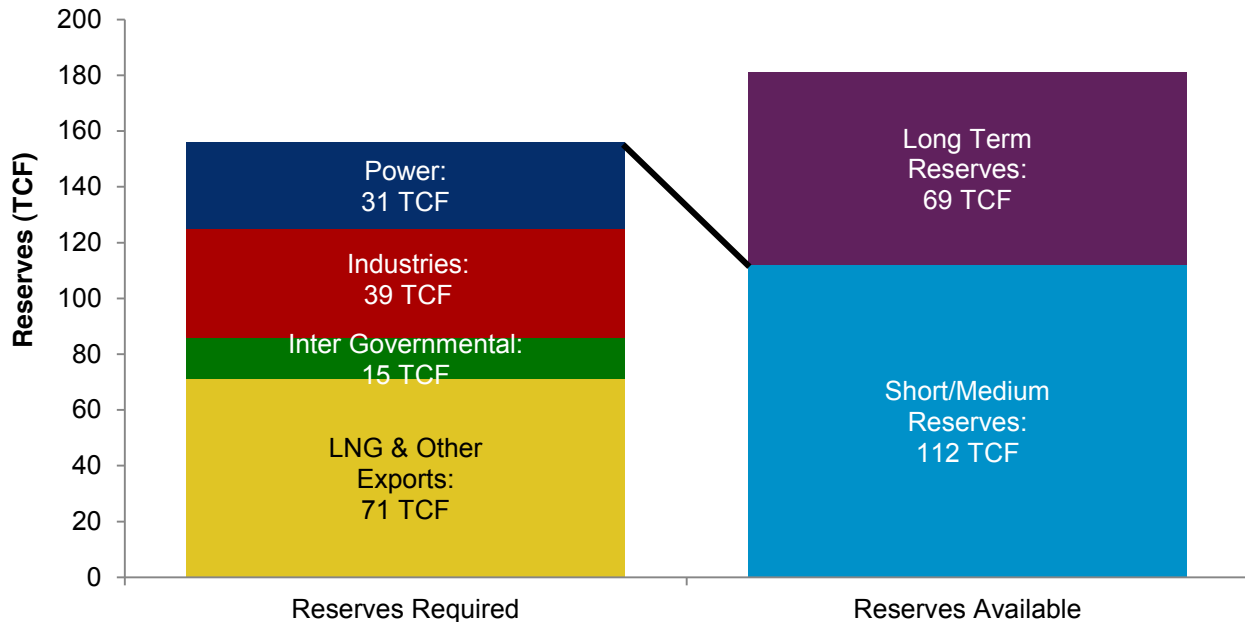 Reserves (TCF)
200
180
160
140
120
100
80
60
40
20
0
Power:
31 TCF
Industries:
39 TCF
Inter Governmental:
15 TCF
LNG & Other
Exports:
71 TCF
Long Term
Reserves:
69 TCF
Short/Medium
Reserves:
112 TCF
Reserves Required
Reserves Available